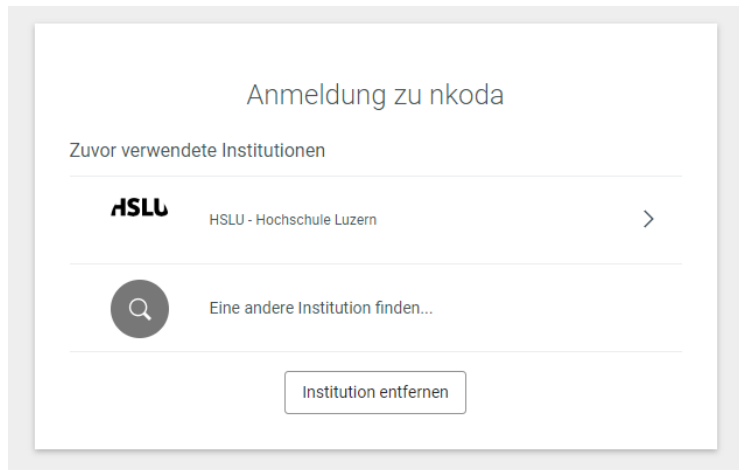 Anmeldung zu nkoda
Zuvor verwendete Institutionen
HSLU
HSLU - Hochschule Luzern
Eine andere Institution finden...
Institution entfernen